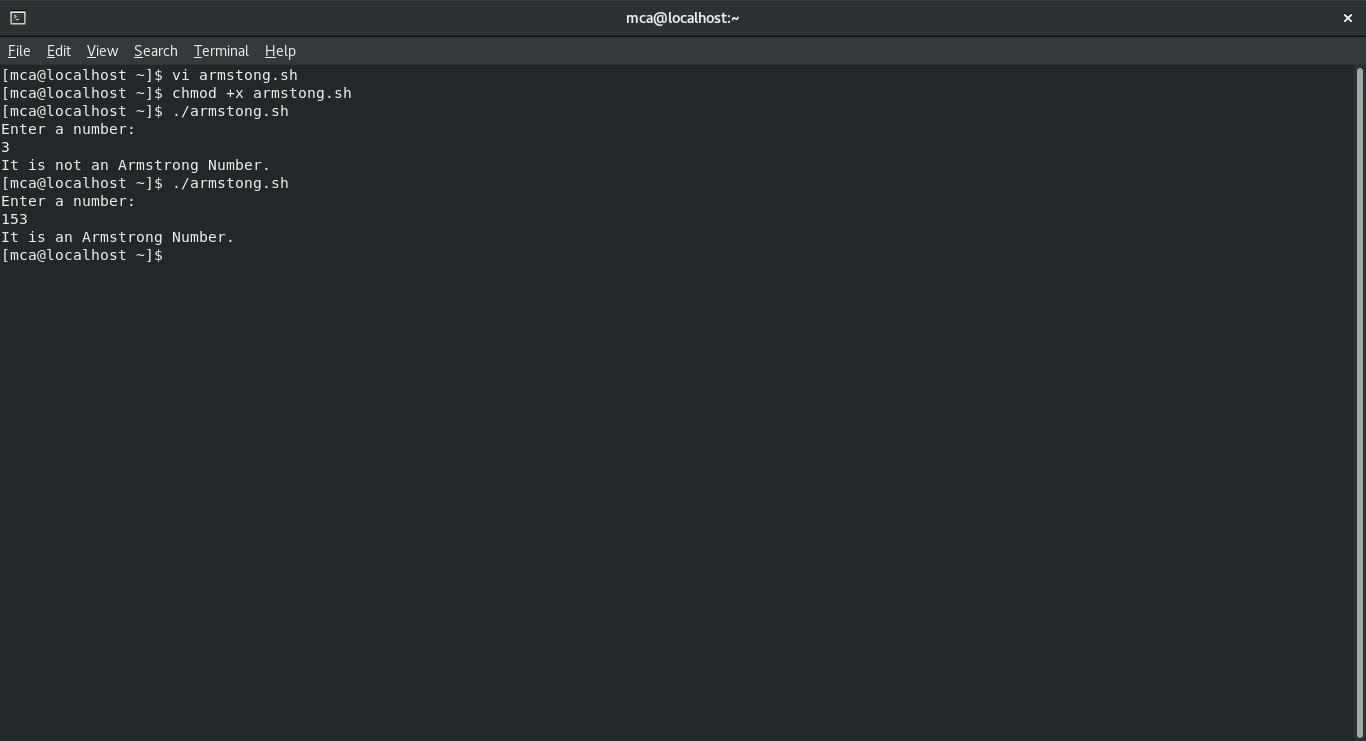 mca@localhost:~
File Edit View Search Terminal Help
[mca@localhost ~]$ vi armstong.sh
[mca@localhost ~]$ chmod +x armstong.sh
[mca@localhost ~]$ ./armstong.sh
Enter a number:
3
It is not an Armstrong Number.
[mca@localhost ~]$ ./armstong.sh
Enter a number:
153
It is an Armstrong Number.
[mca@localhost ~]$